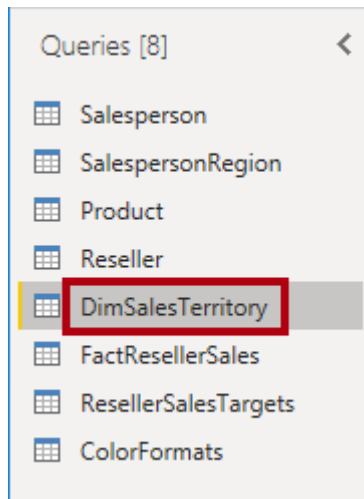 Queries [8]
Salesperson
SalespersonRegion
Product
Reseller
DimSalesTerritory
FactResellerSales
ResellerSalesTargets
ColorFormats